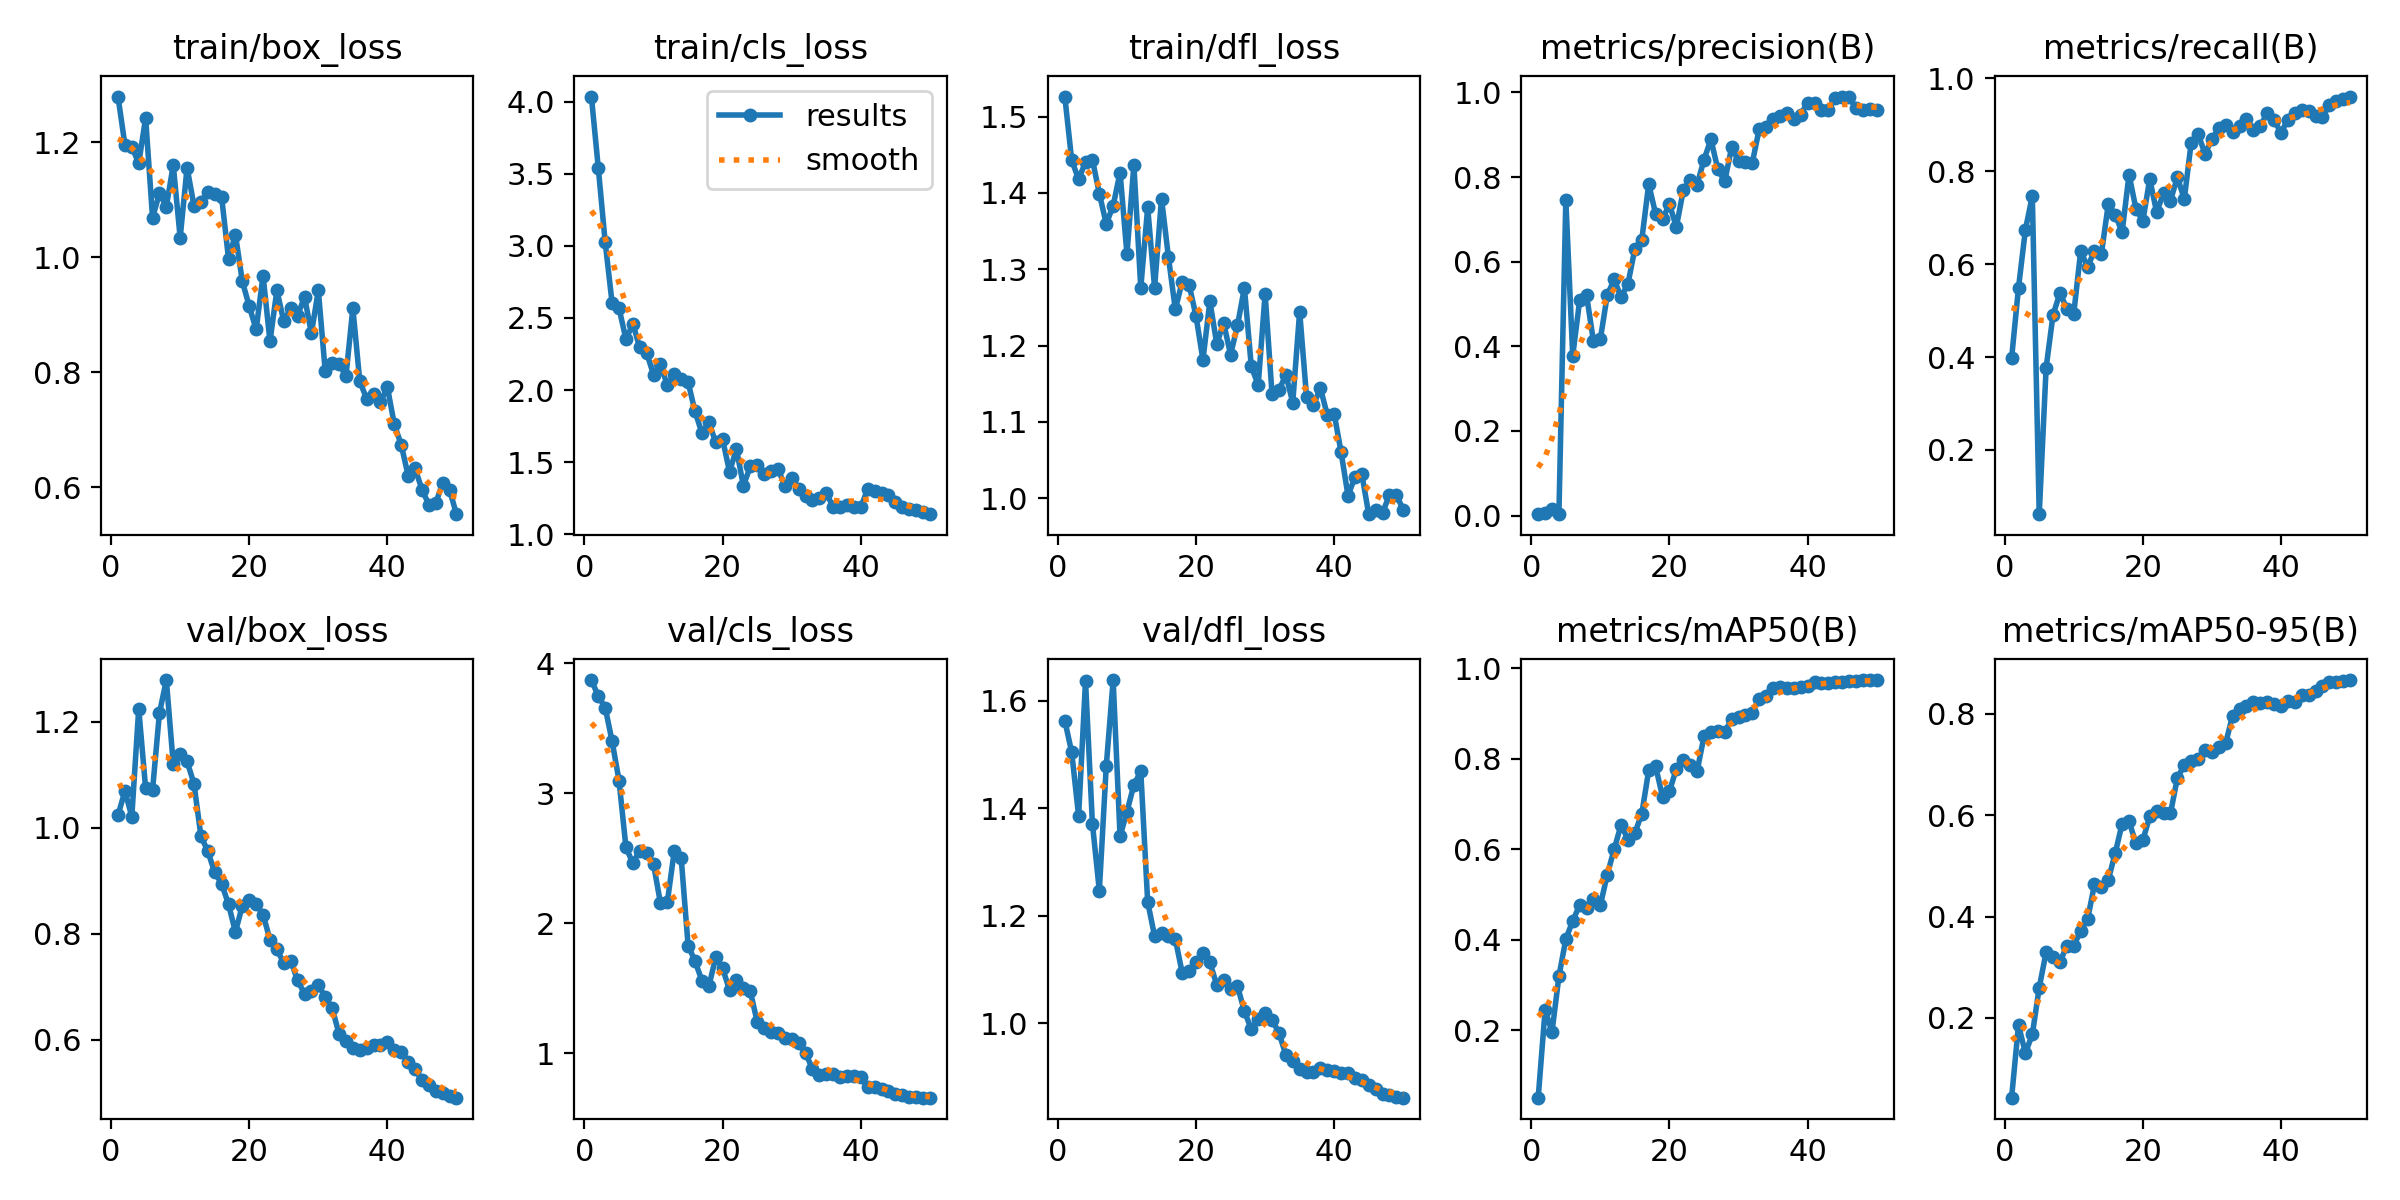 train/box_loss
1.2
1.0
0.8
0.6
0 20 40
train/cls_loss
results
smooth
4.0
3.5
3.0
2.5
2.0
1.5
1.0
0 20 40
train/dfl_loss
1.5
1.4
1.3
1.2
1.1
1.0
0 20 40
metrics/precision(B)
1.0
0.8
0.6
0.4
0.2
0.0
0 20 40
metrics/recall(B)
1.0
0.8
0.6
0.4
0.2
0 20 40
val/box_loss
1.2
1.0
0.8
0.6
0 20 40
val/cls_loss
4
3
2
1
0 20 40
val/dfl_loss
1.6
1.4
1.2
1.0
0 20 40
metrics/mAP50(B)
1.0
0.8
0.6
0.4
0.2
0 20 40
metrics/mAP50-95(B)
0.8
0.6
0.4
0.2
0 20 40